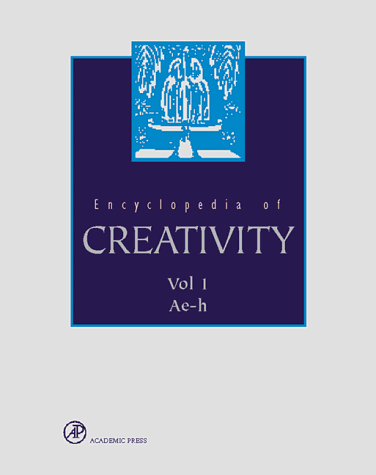 Encyclopedia of
CREATIVITY
Vol 1
Ae-h
AP
ACADEMIC PRESS